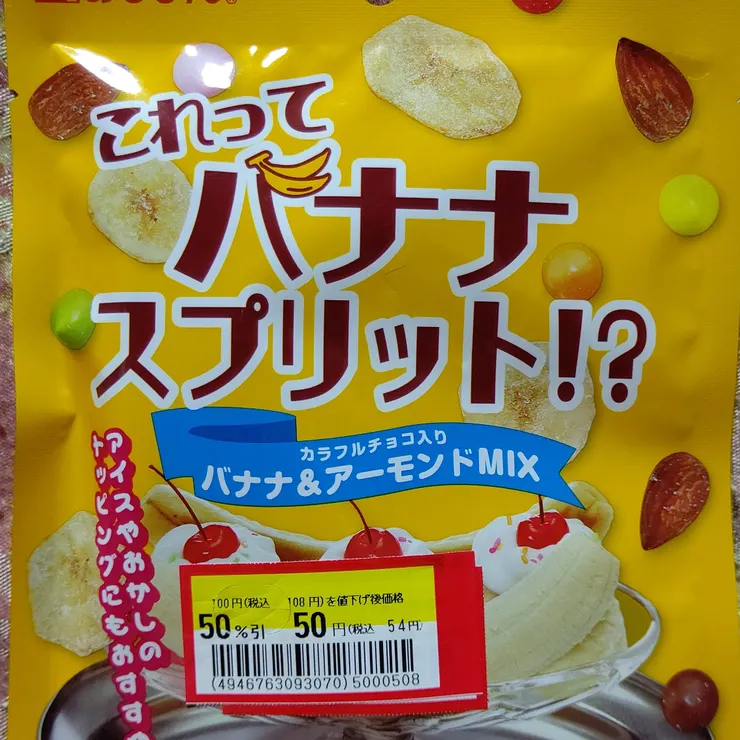 これって
バナナ
スプリット!?
カラフルチョコ入り
バナナ&アーモンドMIX
アイスやおかしの
ナッピングにもおすす
100円(税込 108円)を値下げ後価格
50%引 50円(税込 54円)
(4946763093070)5000508